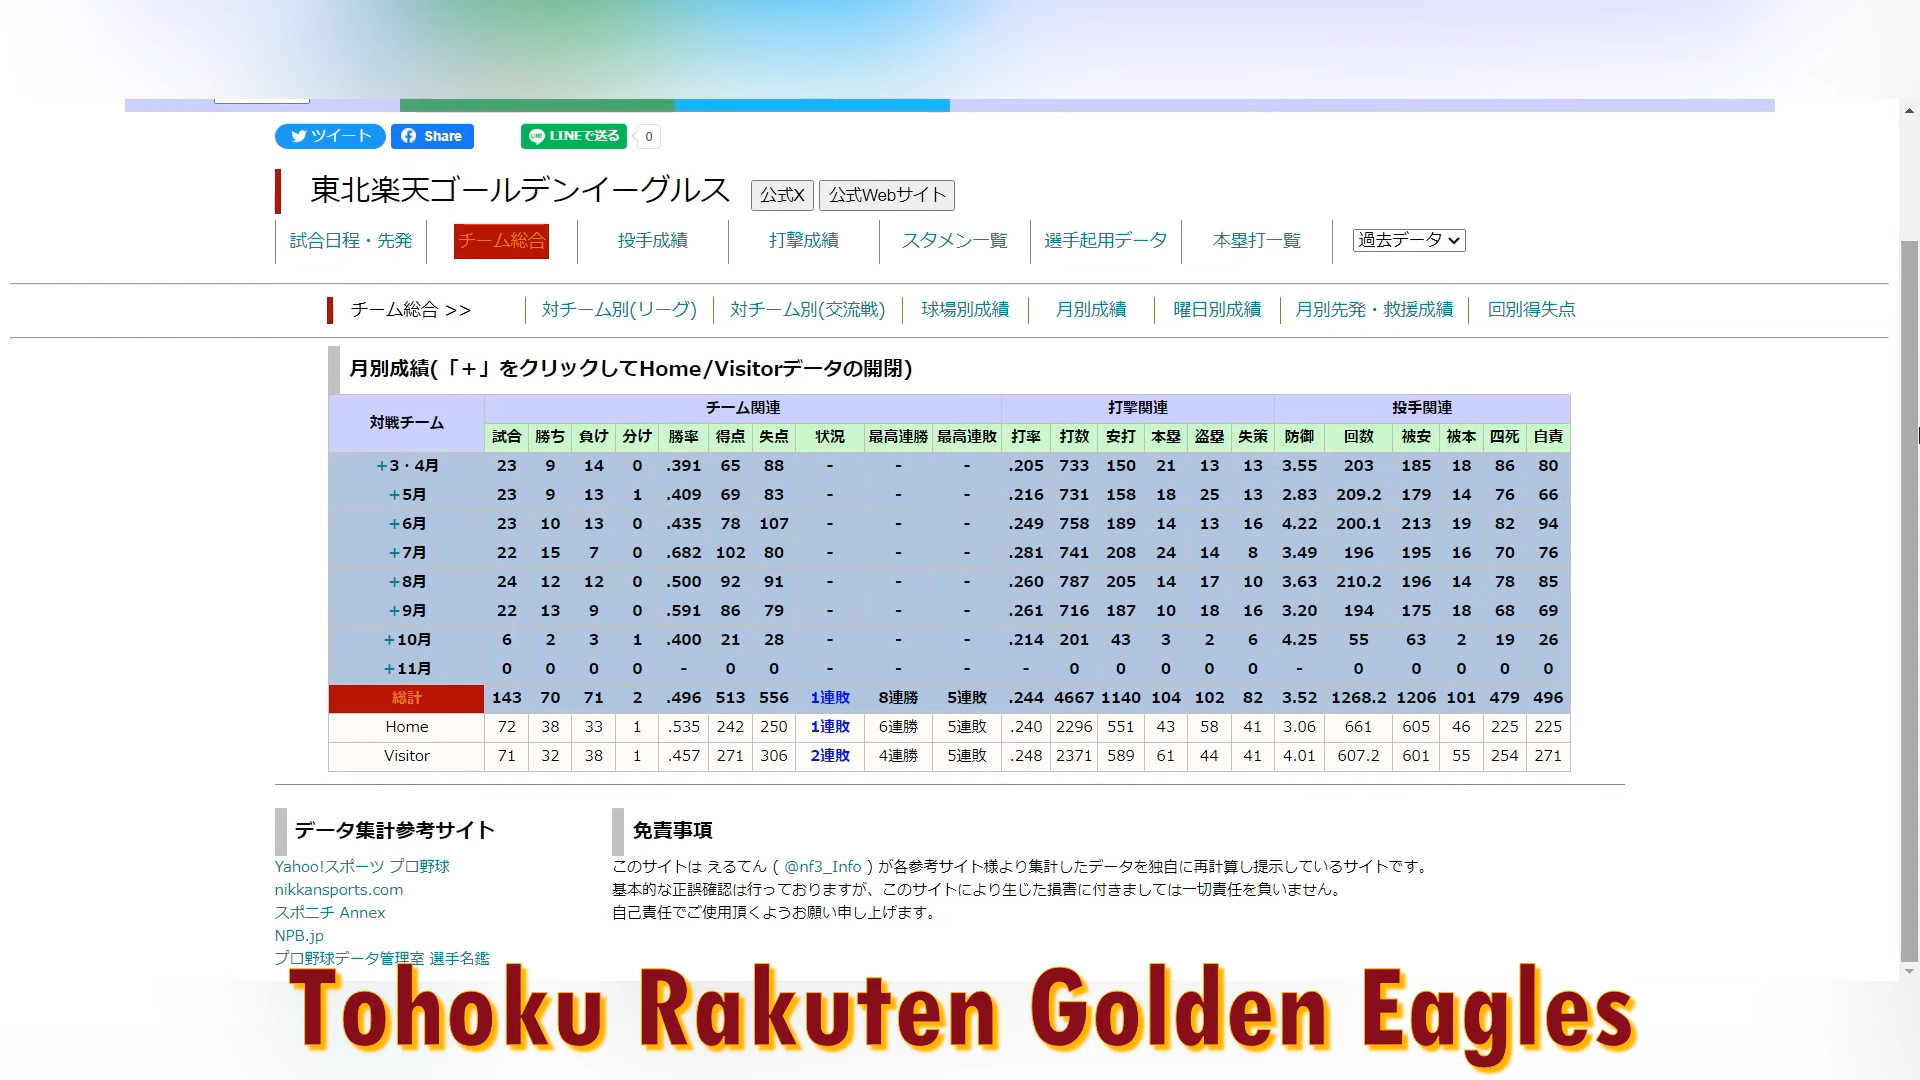 ツイート Share LINEで送る 0
東北楽天ゴールデンイーグルス 公式X 公式Webサイト
試合日程・先発 チーム総合 投手成績 打撃成績 スタメン一覧 選手起用データ 本塁打一覧 過去データ
チーム総合 >> 対チーム別(リーグ) 対チーム別(交流戦) 球場別成績 月別成績 曜日別成績 月別先発・救援成績 回別得失点
月別成績(「＋」をクリックしてHome/Visitorデータの開閉)
対戦チーム チーム関連 打撃関連 投手関連
試合 勝ち 負け 分け 勝率 得点 失点 状況 最高連勝 最高連敗 打率 打数 安打 本塁 盗塁 失策 防御 回数 被安 被本 四死 自責
＋3・4月 23 9 14 0 .391 65 88 - - - .205 733 150 21 13 13 3.55 203 185 18 86 80
＋5月 23 9 13 1 .409 69 83 - - - .216 731 158 18 25 13 2.83 209.2 179 14 76 66
＋6月 23 10 13 0 .435 78 107 - - - .249 758 189 14 13 16 4.22 200.1 213 19 82 94
＋7月 22 15 7 0 .682 102 80 - - - .281 741 208 24 14 8 3.49 196 195 16 70 76
＋8月 24 12 12 0 .500 92 91 - - - .260 787 205 14 17 10 3.63 210.2 196 14 78 85
＋9月 22 13 9 0 .591 86 79 - - - .261 716 187 10 18 16 3.20 194 175 18 68 69
＋10月 6 2 3 1 .400 21 28 - - - .214 201 43 3 2 6 4.25 55 63 2 19 26
＋11月 0 0 0 0 - 0 0 - - - - 0 0 0 0 0 - 0 0 0 0 0
総計 143 70 71 2 .496 513 556 1連敗 8連勝 5連敗 .244 4667 1140 104 102 82 3.52 1268.2 1206 101 479 496
Home 72 38 33 1 .535 242 250 1連敗 6連勝 5連敗 .240 2296 551 43 58 41 3.06 661 605 46 225 225
Visitor 71 32 38 1 .457 271 306 2連敗 4連勝 5連敗 .248 2371 589 61 44 41 4.01 607.2 601 55 254 271
データ集計参考サイト
Yahoo!スポーツ プロ野球
nikkansports.com
スポニチ Annex
NPB.jp
プロ野球データ管理室 選手名鑑
免責事項
このサイトは えるてん ( @nf3_Info ) が各参考サイト様より集計したデータを独自に再計算し提示しているサイトです。
基本的な正誤確認は行っておりますが、このサイトにより生じた損害に付きましては一切責任を負いません。
自己責任でご使用頂くようお願い申し上げます。
Tohoku Rakuten Golden Eagles